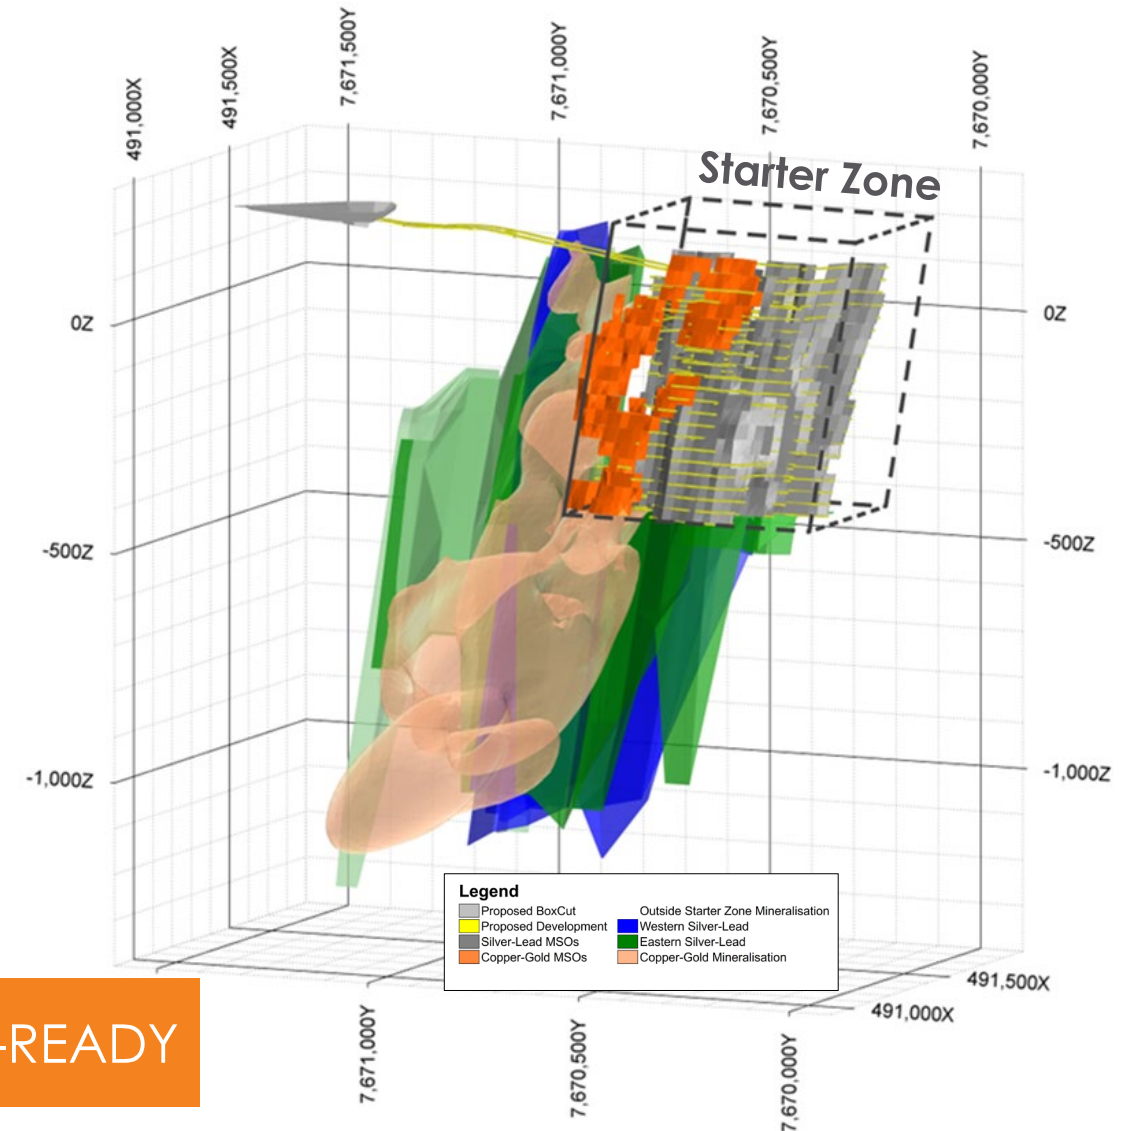 491,000X
491,500X
7,671,500Y
7,671,000Y
7,670,500Y
7,670,000Y
Starter Zone
0Z
0Z
-500Z
-500Z
-1,000Z
-1,000Z
Legend
Proposed BoxCut
Proposed Development
Silver-Lead MSOs
Copper-Gold MSOs
Outside Starter Zone Mineralisation
Western Silver-Lead
Eastern Silver-Lead
Copper-Gold Mineralisation
491,500X
491,000X
7,671,000Y
7,670,500Y
7,670,000Y
-READY